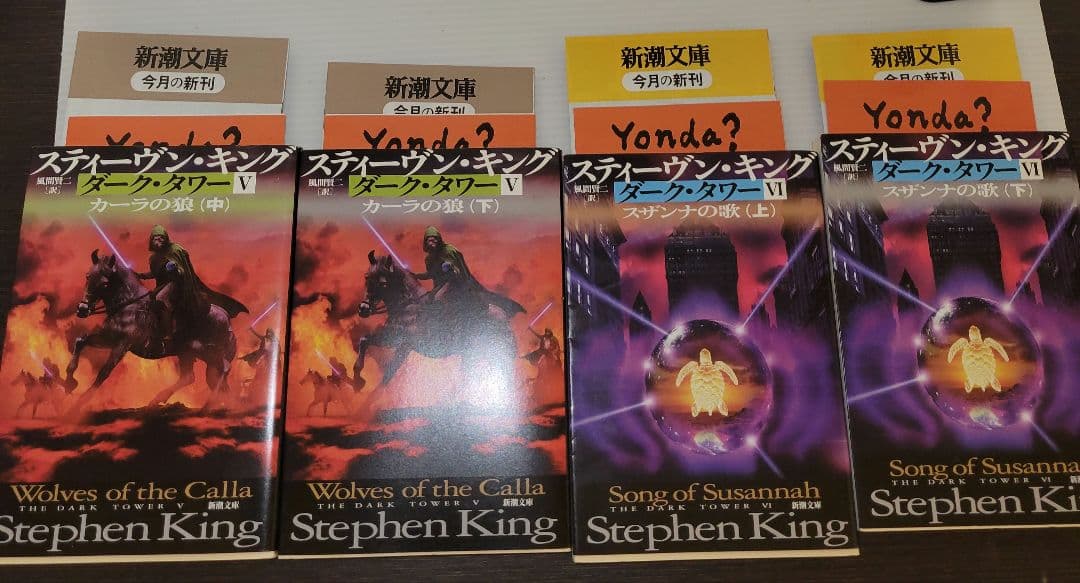 新潮文庫
今月の新刊
Yonda?
スティーヴン・キング
風間賢二[訳]
ダーク・タワー V
カーラの狼(中)
Wolves of the Calla
THE DARK TOWER V 新潮文庫
Stephen King
新潮文庫
今月の新刊
Yonda?
スティーヴン・キング
風間賢二[訳]
ダーク・タワー V
カーラの狼(下)
Wolves of the Calla
THE DARK TOWER V 新潮文庫
Stephen King
新潮文庫
今月の新刊
Yonda?
スティーヴン・キング
風間賢二[訳]
ダーク・タワー VI
スザンナの歌(上)
Song of Susannah
THE DARK TOWER VI 新潮文庫
Stephen King
新潮文庫
Yonda?
スティーヴン・キング
風間賢二[訳]
ダーク・タワー VI
スザンナの歌(下)
Song of Susanna
THE DARK TOWER VI
Stephen King